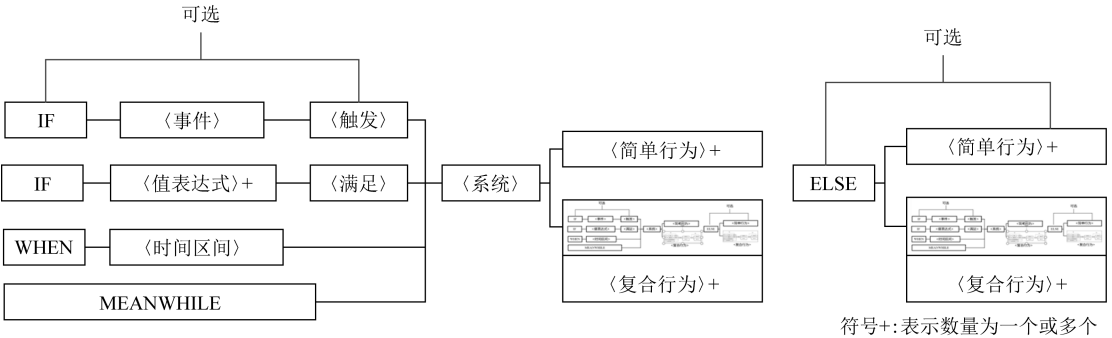 可选
IF 〈事件〉 〈触发〉
IF 〈值表达式〉+ 〈满足〉
WHEN 〈时间区间〉
MEANWHILE
〈系统〉
〈简单行为〉+
〈复合行为〉+
可选
ELSE
〈简单行为〉+
〈复合行为〉+
符号+:表示数量为一个或多个